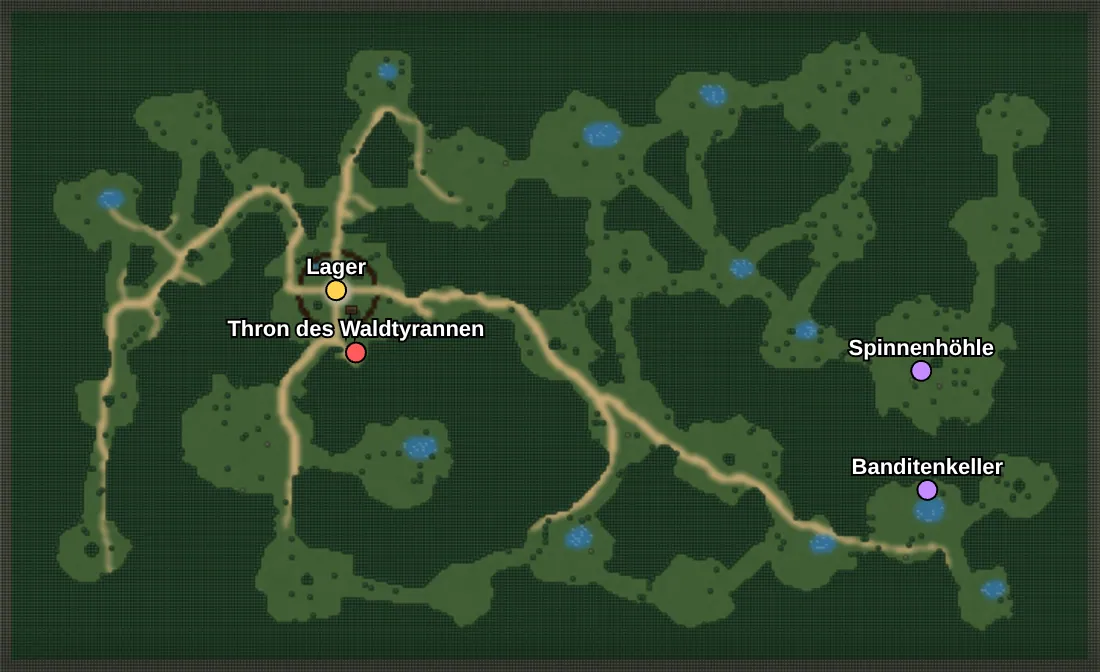 Lager
Thron des Waldtyrannen
Spinnenhöhle
Banditenkeller